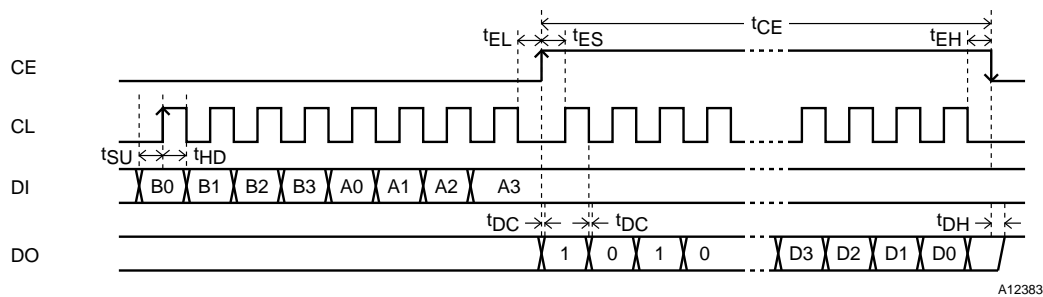 tCE
tEL tES tEH
CE
CL
tSU tHD
DI B0 B1 B2 B3 A0 A1 A2 A3
tDC tDC tDH
DO 1 0 1 0 D3 D2 D1 D0
A12383